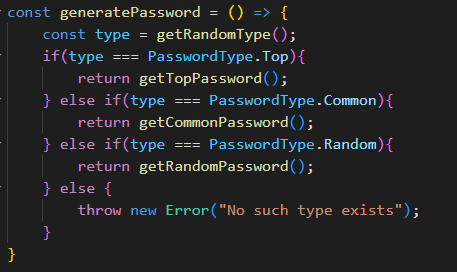 const generatePassword = () => {
    const type = getRandomType();
    if(type === PasswordType.Top){
        return getTopPassword();
    } else if(type === PasswordType.Common){
        return getCommonPassword();
    } else if(type === PasswordType.Random){
        return getRandomPassword();
    } else {
        throw new Error("No such type exists");
    }
}